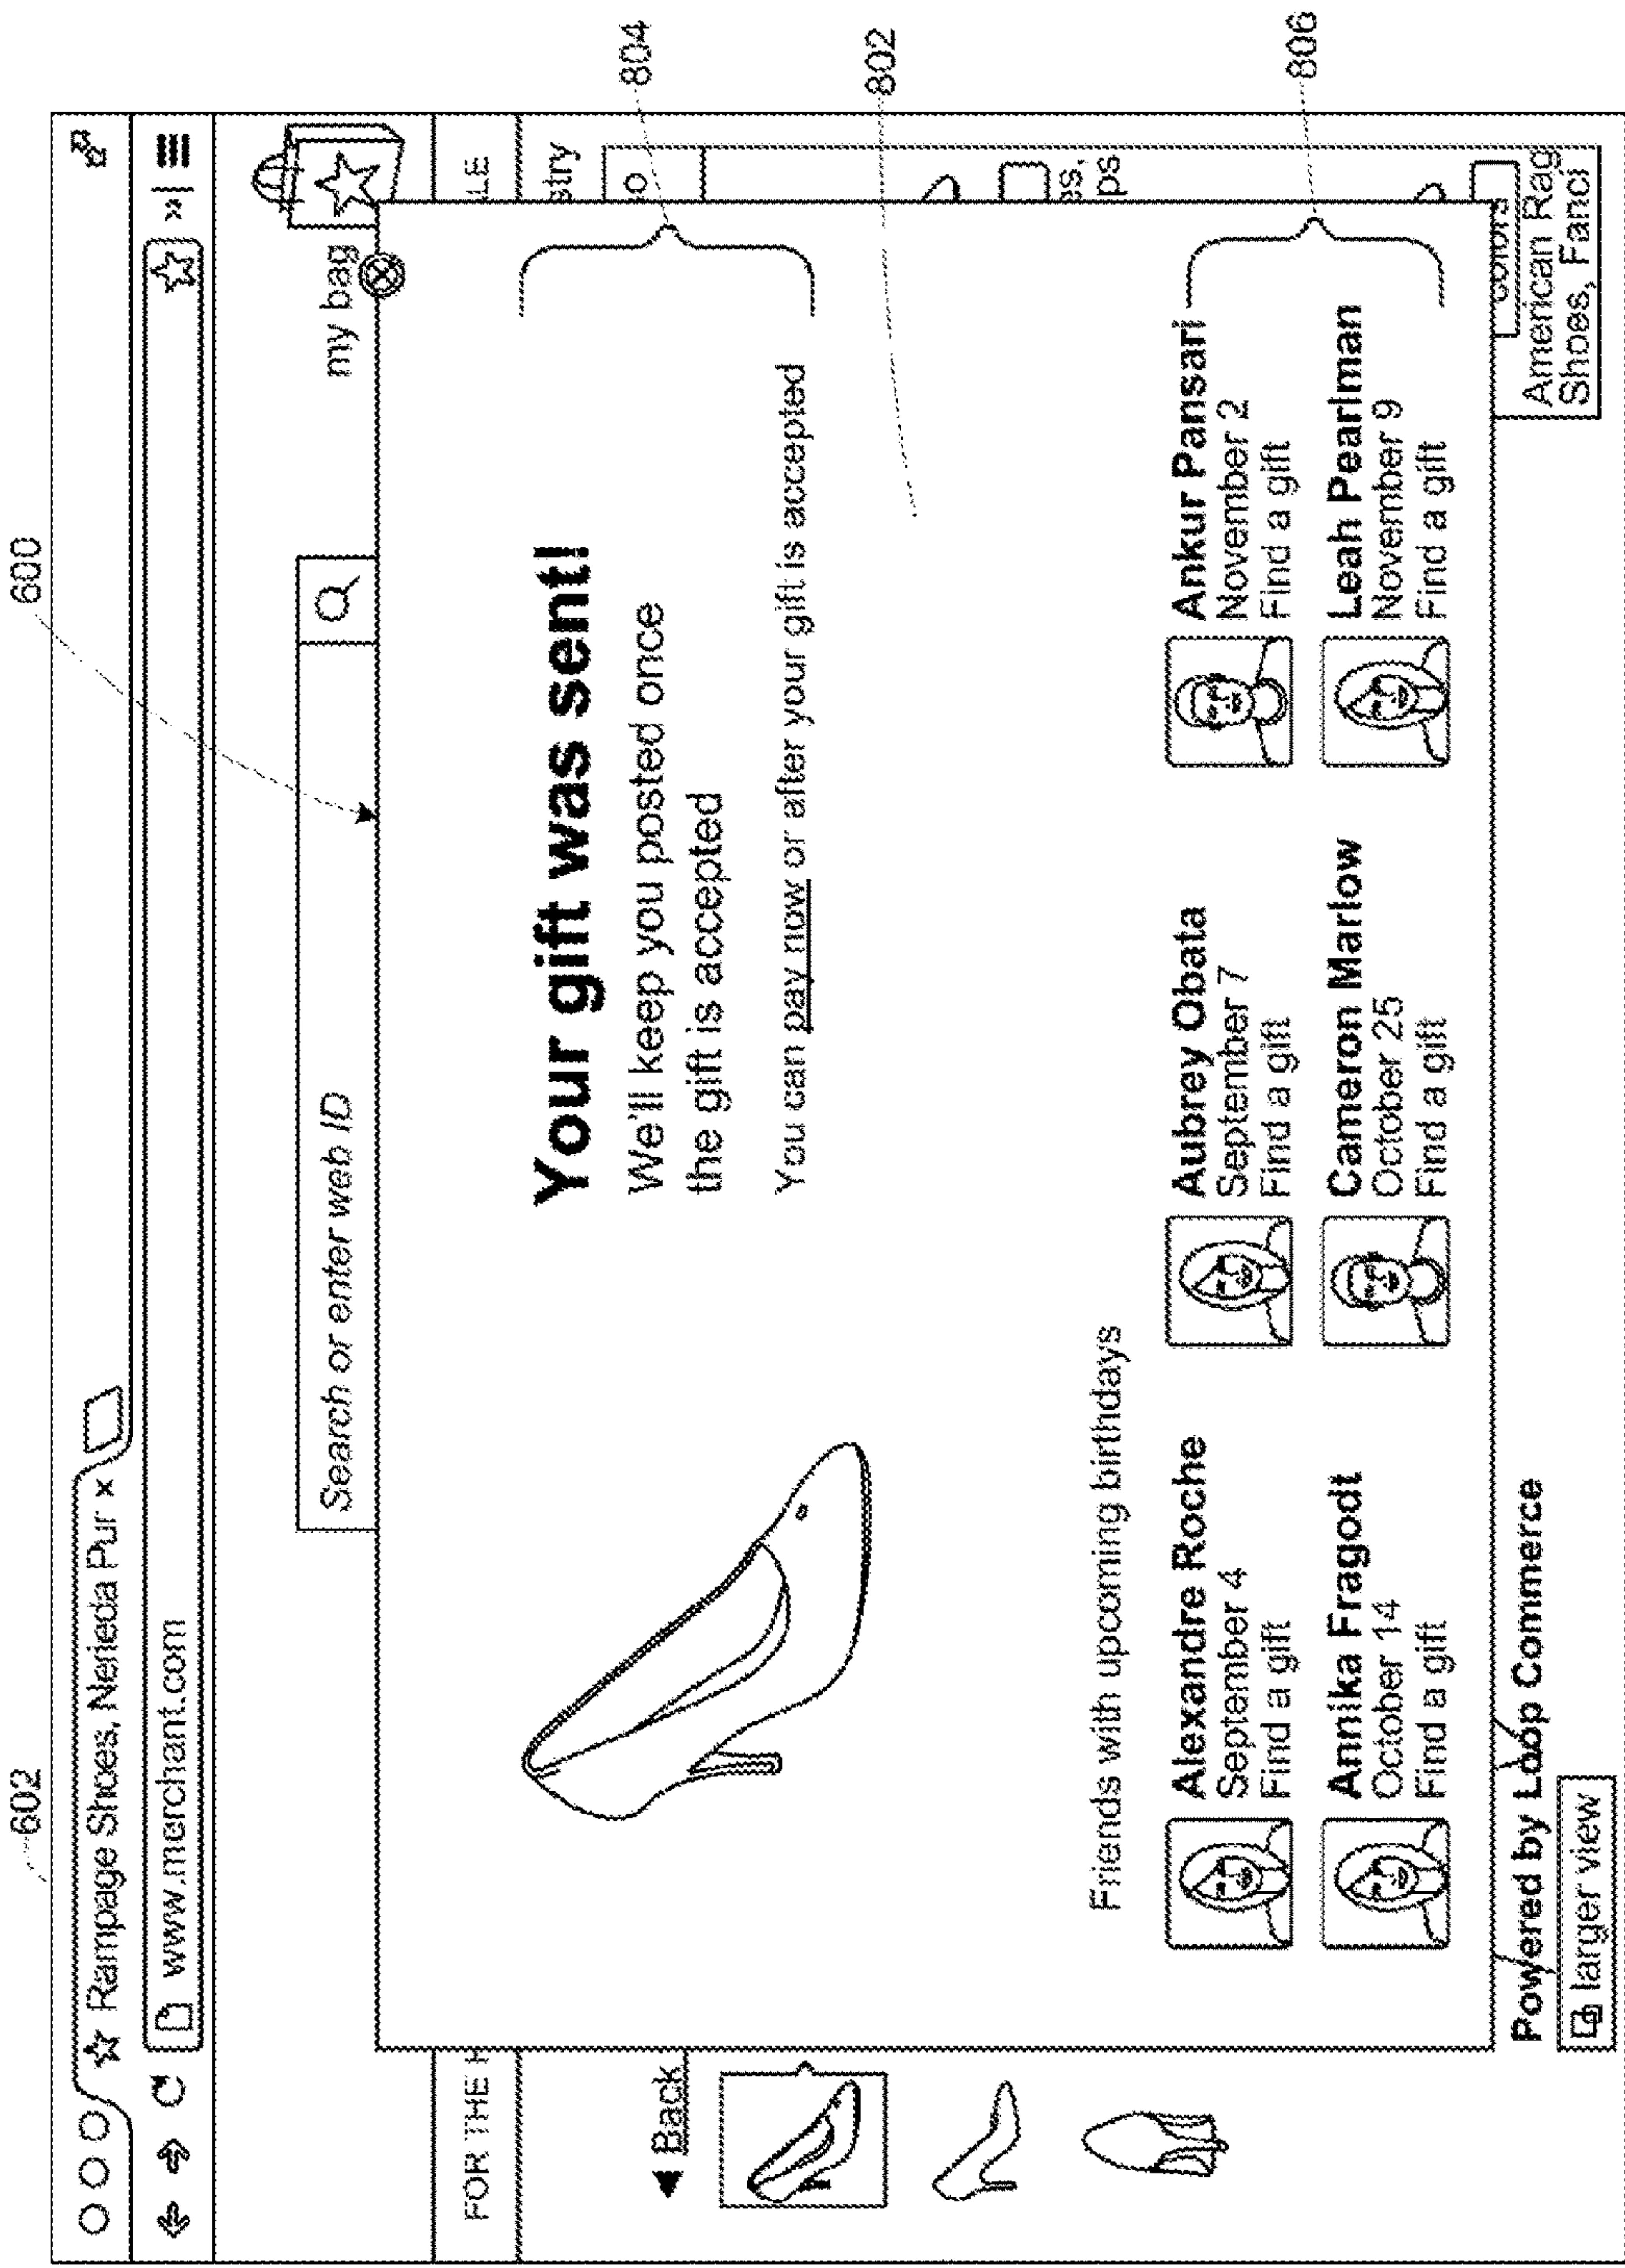 602
600
Rampage Shoes, Nerieda Pur x
www.merchant.com
Search or enter web ID
my bag
FOR THE H
LE
Back
stry
Your gift was sent!
We'll keep you posted once
the gift is accepted
You can pay now or after your gift is accepted
804
802
ps
Friends with upcoming birthdays
Alexandre Roche
September 4
Find a gift
Aubrey Obata
September 7
Find a gift
Ankur Pansari
November 2
Find a gift
806
Annika Fragodt
October 14
Find a gift
Cameron Marlow
October 25
Find a gift
Leah Pearlman
November 9
Find a gift
colors
Powered by Loop Commerce
larger view
American Rag
Shoes, Fanci